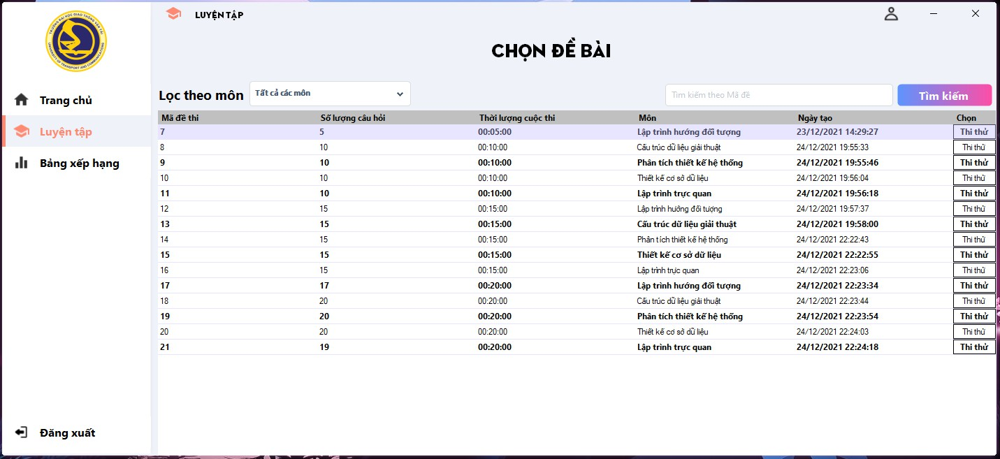 TRƯỜNG ĐẠI HỌC GIAO THÔNG VẬN TẢI
UNIVERSITY OF TRANSPORT AND COMMUNICATIONS
LUYỆN TẬP
CHỌN ĐỀ BÀI
Trang chủ
Luyện tập
Bảng xếp hạng
Đăng xuất
Lọc theo môn Tất cả các môn Tìm kiếm theo Mã đề Tìm kiếm
Mã đề thi Số lượng câu hỏi Thời lượng cuộc thi Môn Ngày tạo Chọn
7 5 00:05:00 Lập trình hướng đối tượng 23/12/2021 14:29:27 Thi thử
8 10 00:10:00 Cấu trúc dữ liệu giải thuật 24/12/2021 19:55:33 Thi thử
9 10 00:10:00 Phân tích thiết kế hệ thống 24/12/2021 19:55:46 Thi thử
10 10 00:10:00 Thiết kế cơ sở dữ liệu 24/12/2021 19:56:04 Thi thử
11 10 00:10:00 Lập trình trực quan 24/12/2021 19:56:18 Thi thử
12 15 00:15:00 Lập trình hướng đối tượng 24/12/2021 19:57:37 Thi thử
13 15 00:15:00 Cấu trúc dữ liệu giải thuật 24/12/2021 19:58:00 Thi thử
14 15 00:15:00 Phân tích thiết kế hệ thống 24/12/2021 22:22:43 Thi thử
15 15 00:15:00 Thiết kế cơ sở dữ liệu 24/12/2021 22:22:55 Thi thử
16 15 00:15:00 Lập trình trực quan 24/12/2021 22:23:06 Thi thử
17 17 00:20:00 Lập trình hướng đối tượng 24/12/2021 22:23:34 Thi thử
18 20 00:20:00 Cấu trúc dữ liệu giải thuật 24/12/2021 22:23:44 Thi thử
19 20 00:20:00 Phân tích thiết kế hệ thống 24/12/2021 22:23:54 Thi thử
20 20 00:20:00 Thiết kế cơ sở dữ liệu 24/12/2021 22:24:03 Thi thử
21 19 00:20:00 Lập trình trực quan 24/12/2021 22:24:18 Thi thử